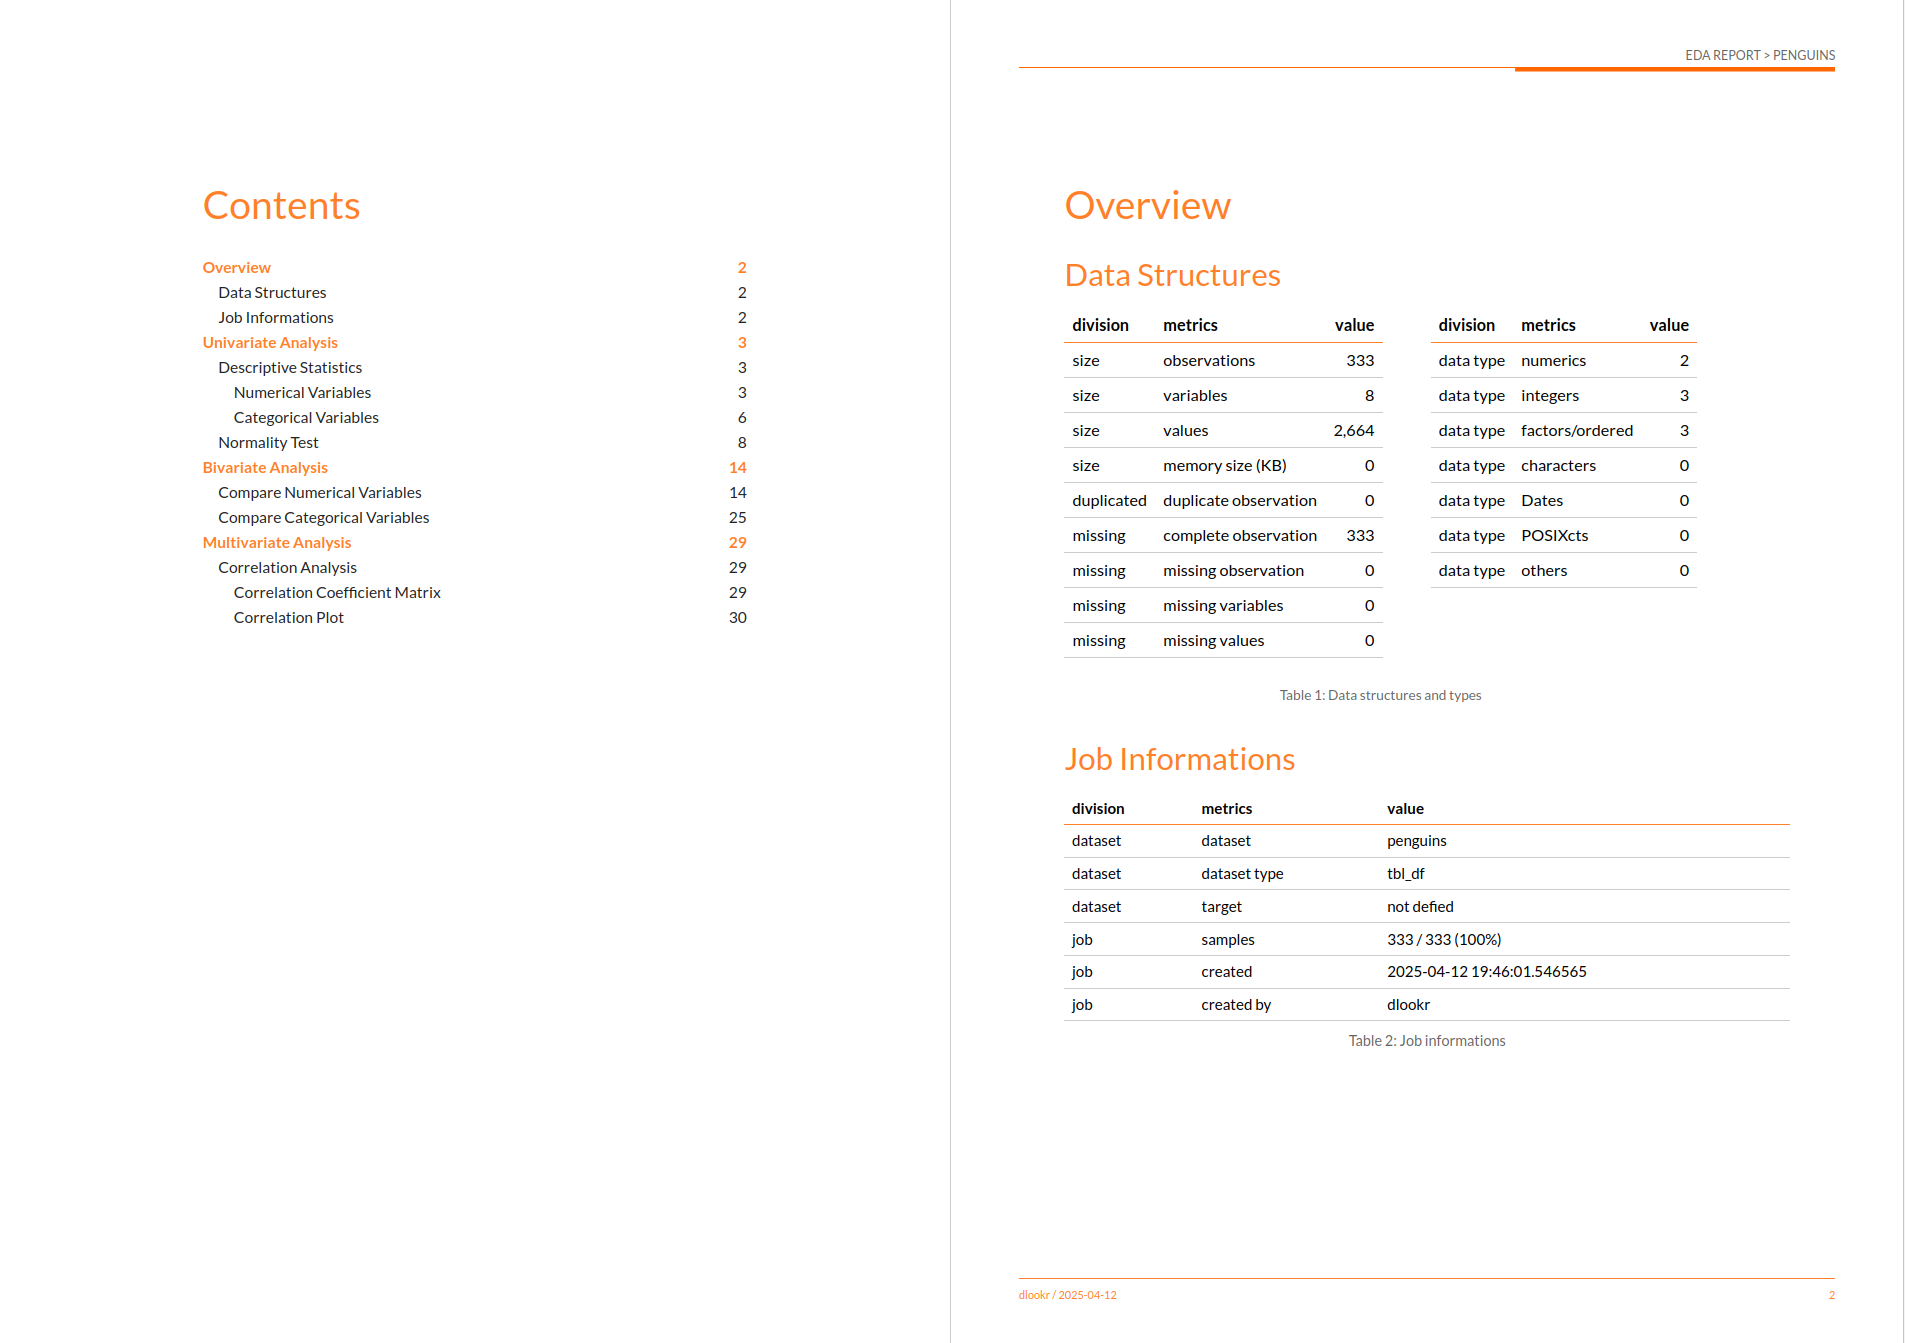 Contents
Overview 2
Data Structures 2
Job Informations 2
Univariate Analysis 3
Descriptive Statistics 3
Numerical Variables 3
Categorical Variables 6
Normality Test 8
Bivariate Analysis 14
Compare Numerical Variables 14
Compare Categorical Variables 25
Multivariate Analysis 29
Correlation Analysis 29
Correlation Coefficient Matrix 29
Correlation Plot 30
EDA REPORT > PENGUINS
Overview
Data Structures
division metrics value
size observations 333
size variables 8
size values 2,664
size memory size (KB) 0
duplicated duplicate observation 0
missing complete observation 333
missing missing observation 0
missing missing variables 0
missing missing values 0
division metrics value
data type numerics 2
data type integers 3
data type factors/ordered 3
data type characters 0
data type Dates 0
data type POSIXcts 0
data type others 0
Table 1: Data structures and types
Job Informations
division metrics value
dataset dataset penguins
dataset dataset type tbl_df
dataset target not defied
job samples 333 / 333 (100%)
job created 2025-04-12 19:46:01.546565
job created by dlookr
Table 2: Job informations
dlookr / 2025-04-12 2